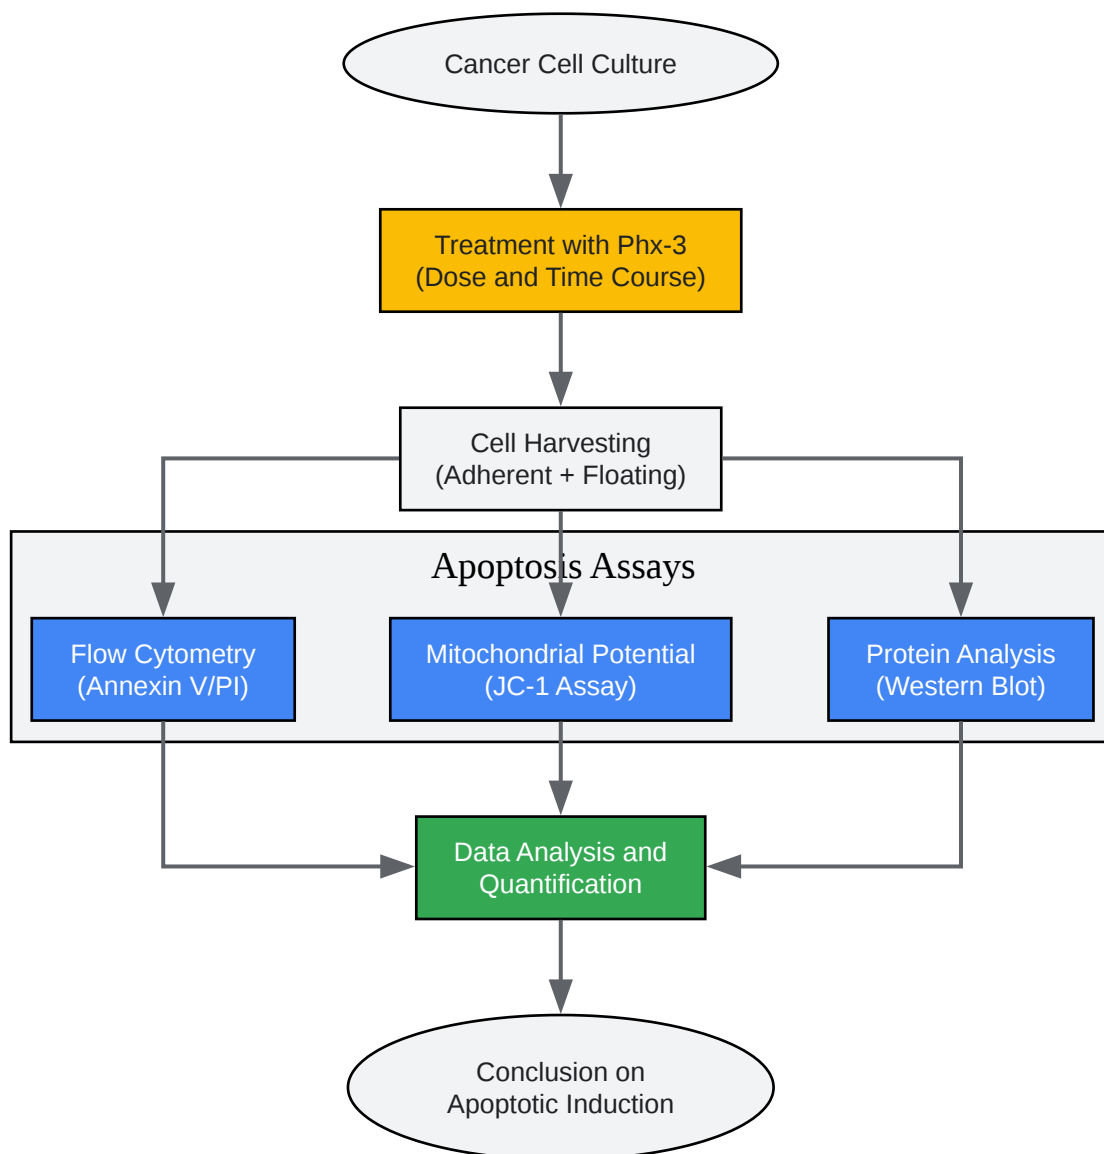 Cancer Cell Culture
Treatment with Phx-3
(Dose and Time Course)
Cell Harvesting
(Adherent + Floating)
Apoptosis Assays
Flow Cytometry
(Annexin V/PI)
Mitochondrial Potential
(JC-1 Assay)
Protein Analysis
(Western Blot)
Data Analysis and
Quantification
Conclusion on
Apoptotic Induction